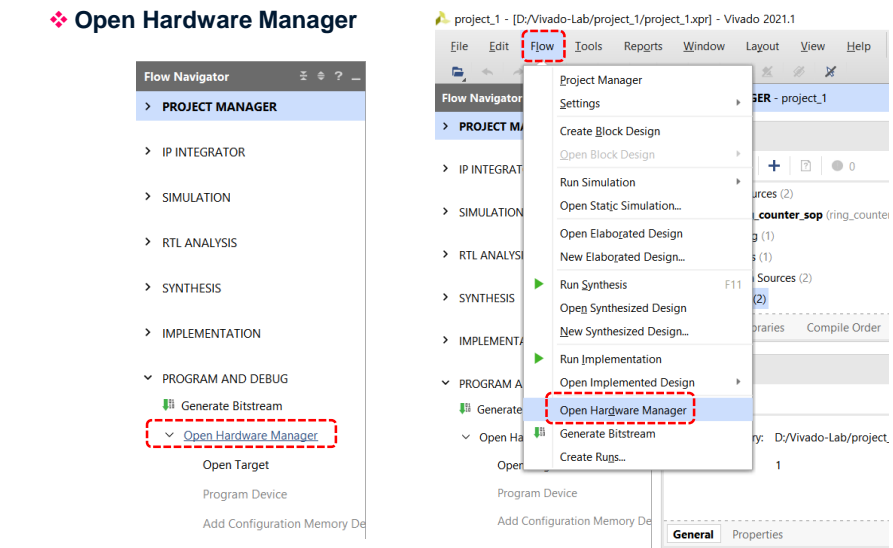 ❖ Open Hardware Manager
Flow Navigator
PROJECT MANAGER
IP INTEGRATOR
SIMULATION
RTL ANALYSIS
SYNTHESIS
IMPLEMENTATION
PROGRAM AND DEBUG
Generate Bitstream
Open Hardware Manager
Open Target
Program Device
Add Configuration Memory De
project_1 - [D:/Vivado-Lab/project_1/project_1.xpr] - Vivado 2021.1
File Edit Flow Tools Reports Window Layout View Help
Flow Navigator
PROJECT MA
IP INTEGRAT
SIMULATION
RTL ANALYSI
SYNTHESIS
IMPLEMENTA
PROGRAM A
Generate
Open Ha
Open
Program Device
Add Configuration Memory De
Project Manager
Settings
Create Block Design
Open Block Design
Run Simulation
Open Static Simulation...
Open Elaborated Design
New Elaborated Design...
Run Synthesis F11
Open Synthesized Design
New Synthesized Design...
Run Implementation
Open Implemented Design
Open Hardware Manager
Generate Bitstream
Create Runs...
GER - project_1
0
urces (2)
_counter_sop (ring_counter
g (1)
s (1)
n Sources (2)
(2)
braries Compile Order
ry: D:/Vivado-Lab/project_
1
General Properties